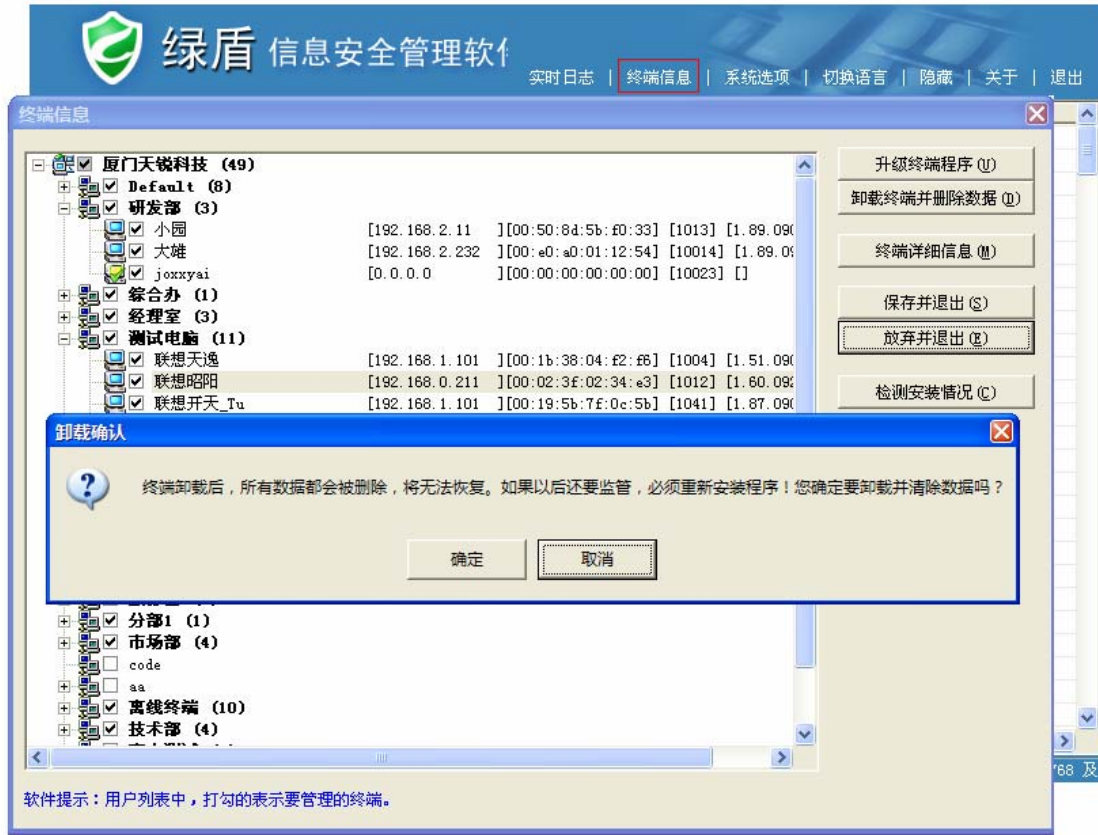 绿盾 信息安全管理软件
实时日志 | 终端信息 | 系统选项 | 切换语言 | 隐藏 | 关于 | 退出
终端信息
厦门天锐科技 (49)
Default (8)
研发部 (3)
小园 [192.168.2.11 ][00:50:8d:5b:f0:33] [1013] [1.89.090
大雄 [192.168.2.232 ][00:e0:a0:01:12:54] [10014] [1.89.09
joxxyai [0.0.0.0 ][00:00:00:00:00:00] [10023] []
综合办 (1)
经理室 (3)
测试电脑 (11)
联想天逸 [192.168.1.101 ][00:1b:38:04:f2:f6] [1004] [1.51.090
联想昭阳 [192.168.0.211 ][00:02:3f:02:34:e3] [1012] [1.60.092
联想开天_Tu [192.168.1.101 ][00:19:5b:7f:0c:5b] [1041] [1.87.090
升级终端程序(U)
卸载终端并删除数据(D)
终端详细信息(M)
保存并退出(S)
放弃并退出(E)
检测安装情况(C)
卸载确认
终端卸载后，所有数据都会被删除，将无法恢复。如果以后还要监管，必须重新安装程序！您确定要卸载并清除数据吗？
确定
取消
分部1 (1)
市场部 (4)
code
aa
离线终端 (10)
技术部 (4)
768 及
软件提示：用户列表中，打勾的表示要管理的终端。